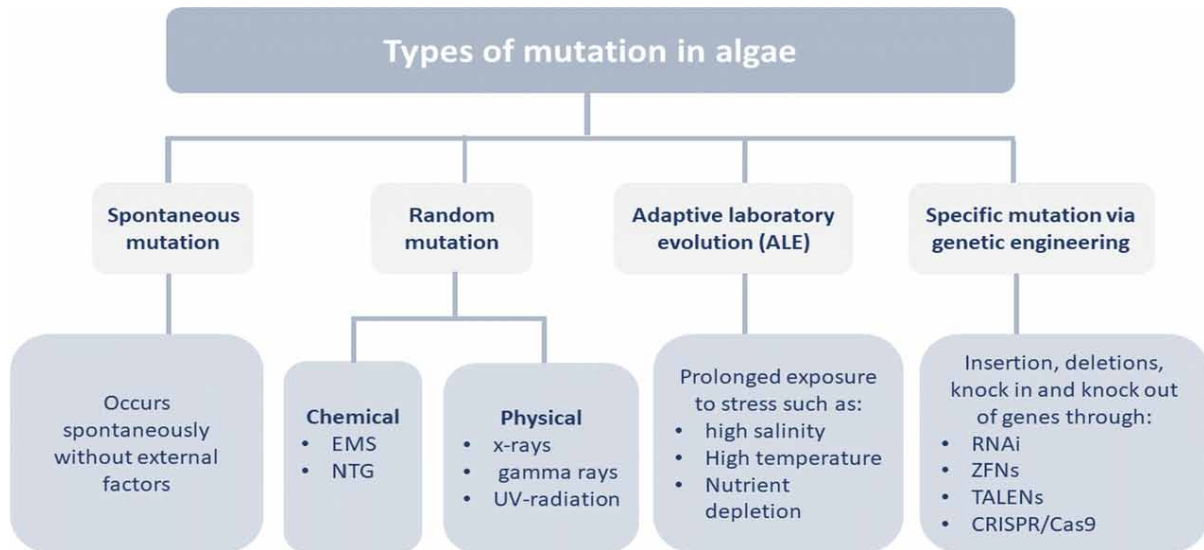 Types of mutation in algae
Spontaneous
mutation
Random
mutation
Adaptive laboratory
evolution (ALE)
Specific mutation via
genetic engineering
Occurs
spontaneously
without external
factors
Chemical
• EMS
• NTG
Physical
• x-rays
• gamma rays
• UV-radiation
Prolonged exposure
to stress such as:
• high salinity
• High temperature
• Nutrient
depletion
Insertion, deletions,
knock in and knock out
of genes through:
• RNAi
• ZFNs
• TALENs
• CRISPR/Cas9